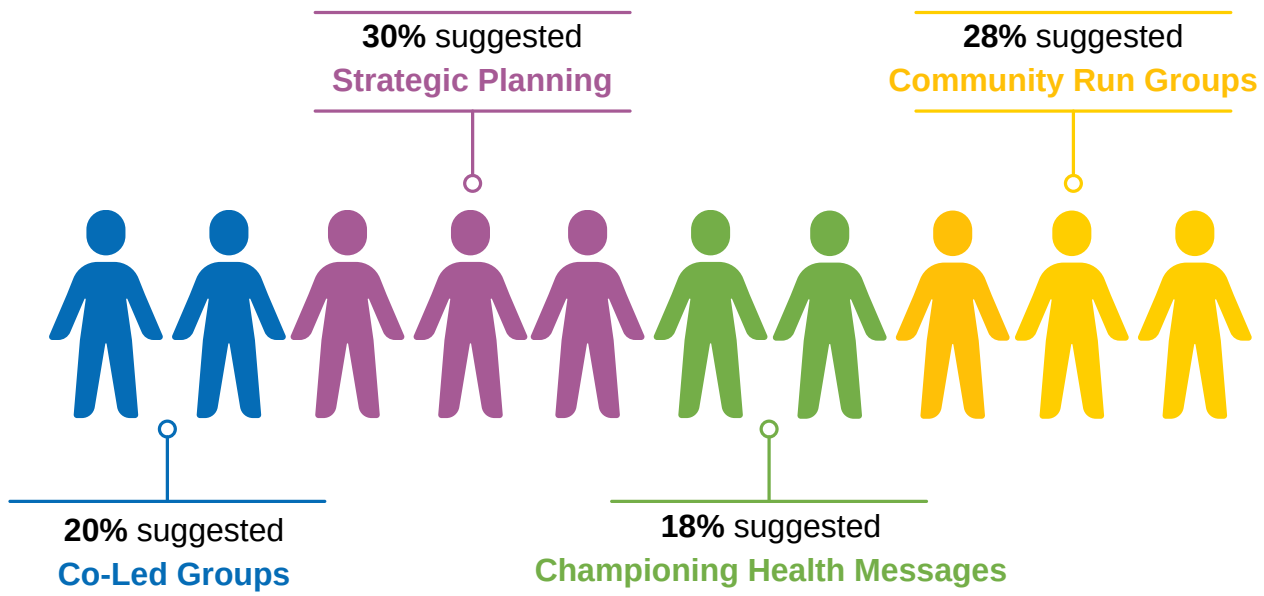 30% suggested
Strategic Planning
28% suggested
Community Run Groups
20% suggested
Co-Led Groups
18% suggested
Championing Health Messages